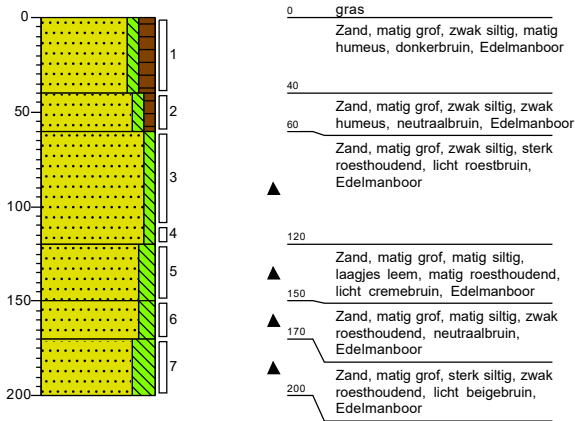 0
50
100
150
200
1
2
3
4
5
6
7
0 gras
Zand, matig grof, zwak siltig, matig
humeus, donkerbruin, Edelmanboor
40
Zand, matig grof, zwak siltig, zwak
humeus, neutraalbruin, Edelmanboor
60
Zand, matig grof, zwak siltig, sterk
roesthoudend, licht roestbruin,
Edelmanboor
120
Zand, matig grof, matig siltig,
laagjes leem, matig roesthoudend,
licht cremebruin, Edelmanboor
150
Zand, matig grof, matig siltig, zwak
roesthoudend, neutraalbruin,
Edelmanboor
170
Zand, matig grof, sterk siltig, zwak
roesthoudend, licht beigebruin,
Edelmanboor
200